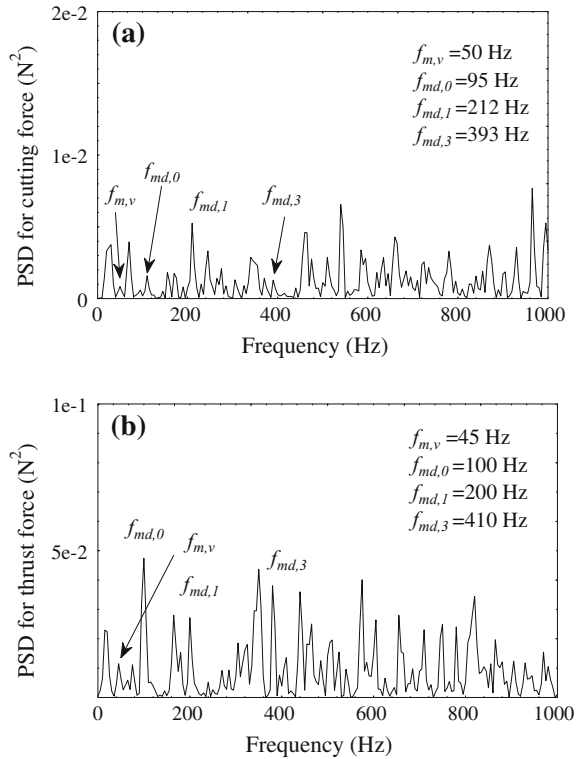 (a)
2e-2
1e-2
0
PSD for cutting force (N²)
f_{m,v}=50 Hz
f_{md,0}=95 Hz
f_{md,1}=212 Hz
f_{md,3}=393 Hz
f_{m,v}
f_{md,0}
f_{md,1}
f_{md,3}
0 200 400 600 800 1000
Frequency (Hz)
(b)
1e-1
5e-2
0
PSD for thrust force (N²)
f_{m,v}=45 Hz
f_{md,0}=100 Hz
f_{md,1}=200 Hz
f_{md,3}=410 Hz
f_{md,0}
f_{m,v}
f_{md,1}
f_{md,3}
0 200 400 600 800 1000
Frequency (Hz)